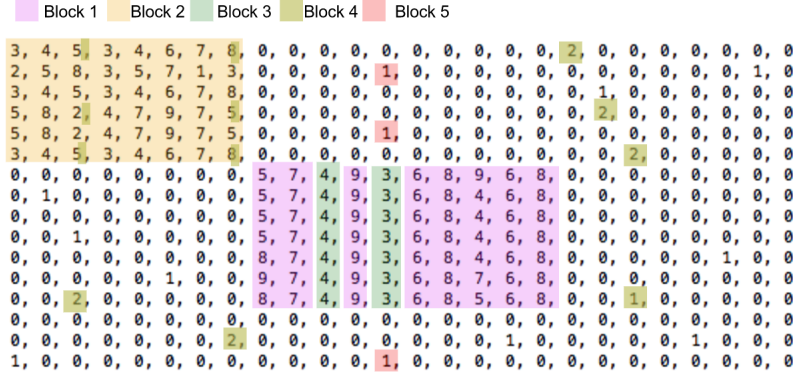 Block 1 Block 2 Block 3 Block 4 Block 5
3, 4, 5, 3, 4, 6, 7, 8, 0, 0, 0, 0, 0, 0, 0, 0, 0, 0, 2, 0, 0, 0, 0, 0, 0, 0
2, 5, 8, 3, 5, 7, 1, 3, 0, 0, 0, 0, 1, 0, 0, 0, 0, 0, 0, 0, 0, 0, 0, 0, 1, 0
3, 4, 5, 3, 4, 6, 7, 8, 0, 0, 0, 0, 0, 0, 0, 0, 0, 0, 0, 1, 0, 0, 0, 0, 0, 0
5, 8, 2, 4, 7, 9, 7, 5, 0, 0, 0, 0, 0, 0, 0, 0, 0, 0, 0, 2, 0, 0, 0, 0, 0, 0
5, 8, 2, 4, 7, 9, 7, 5, 0, 0, 0, 0, 1, 0, 0, 0, 0, 0, 0, 0, 0, 0, 0, 0, 0, 0
3, 4, 5, 3, 4, 6, 7, 8, 0, 0, 0, 0, 0, 0, 0, 0, 0, 0, 0, 0, 2, 0, 0, 0, 0, 0
0, 0, 0, 0, 0, 0, 0, 0, 5, 7, 4, 9, 3, 6, 8, 9, 6, 8, 0, 0, 0, 0, 0, 0, 0, 0
0, 1, 0, 0, 0, 0, 0, 0, 5, 7, 4, 9, 3, 6, 8, 4, 6, 8, 0, 0, 0, 0, 0, 0, 0, 0
0, 0, 0, 0, 0, 0, 0, 0, 5, 7, 4, 9, 3, 6, 8, 4, 6, 8, 0, 0, 0, 0, 0, 0, 0, 0
0, 0, 1, 0, 0, 0, 0, 0, 5, 7, 4, 9, 3, 6, 8, 4, 6, 8, 0, 0, 0, 0, 0, 0, 0, 0
0, 0, 0, 0, 0, 0, 0, 0, 8, 7, 4, 9, 3, 6, 8, 4, 6, 8, 0, 0, 0, 0, 0, 1, 0, 0
0, 0, 0, 0, 0, 1, 0, 0, 9, 7, 4, 9, 3, 6, 8, 7, 6, 8, 0, 0, 0, 0, 0, 0, 0, 0
0, 0, 2, 0, 0, 0, 0, 0, 8, 7, 4, 9, 3, 6, 8, 5, 6, 8, 0, 0, 1, 0, 0, 0, 0, 0
0, 0, 0, 0, 0, 0, 0, 0, 0, 0, 0, 0, 0, 0, 0, 0, 0, 0, 0, 0, 0, 0, 0, 0, 0, 0
0, 0, 0, 0, 0, 0, 0, 2, 0, 0, 0, 0, 0, 0, 0, 0, 1, 0, 0, 0, 0, 0, 1, 0, 0, 0
1, 0, 0, 0, 0, 0, 0, 0, 0, 0, 0, 0, 1, 0, 0, 0, 0, 0, 0, 0, 0, 0, 0, 0, 0, 0